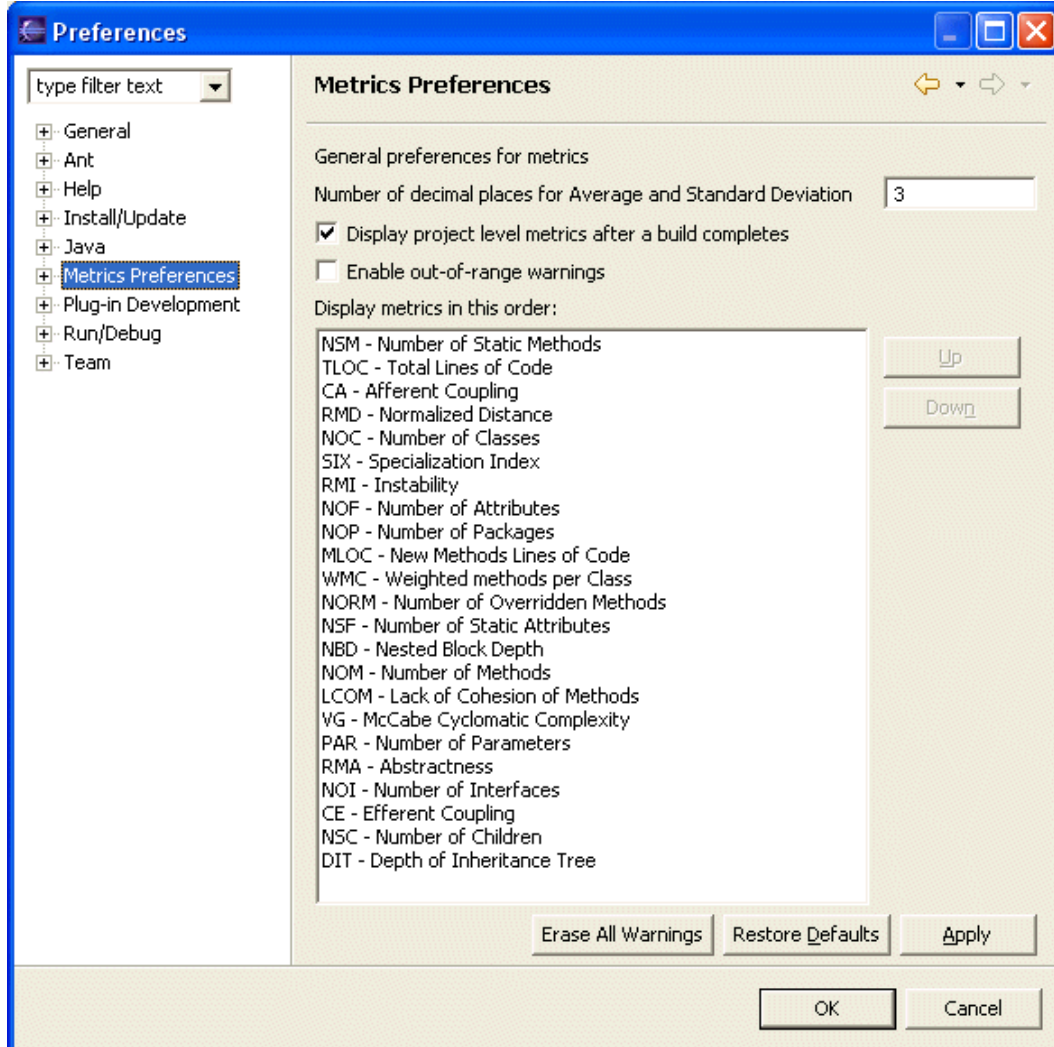 Preferences
type filter text
General
Ant
Help
Install/Update
Java
Metrics Preferences
Plug-in Development
Run/Debug
Team
Metrics Preferences
General preferences for metrics
Number of decimal places for Average and Standard Deviation 3
Display project level metrics after a build completes
Enable out-of-range warnings
Display metrics in this order:
NSM - Number of Static Methods
TLOC - Total Lines of Code
CA - Afferent Coupling
RMD - Normalized Distance
NOC - Number of Classes
SIX - Specialization Index
RMI - Instability
NOF - Number of Attributes
NOP - Number of Packages
MLOC - New Methods Lines of Code
WMC - Weighted methods per Class
NORM - Number of Overridden Methods
NSF - Number of Static Attributes
NBD - Nested Block Depth
NOM - Number of Methods
LCOM - Lack of Cohesion of Methods
VG - McCabe Cyclomatic Complexity
PAR - Number of Parameters
RMA - Abstractness
NOI - Number of Interfaces
CE - Efferent Coupling
NSC - Number of Children
DIT - Depth of Inheritance Tree
Up
Down
Erase All Warnings Restore Defaults Apply
OK Cancel